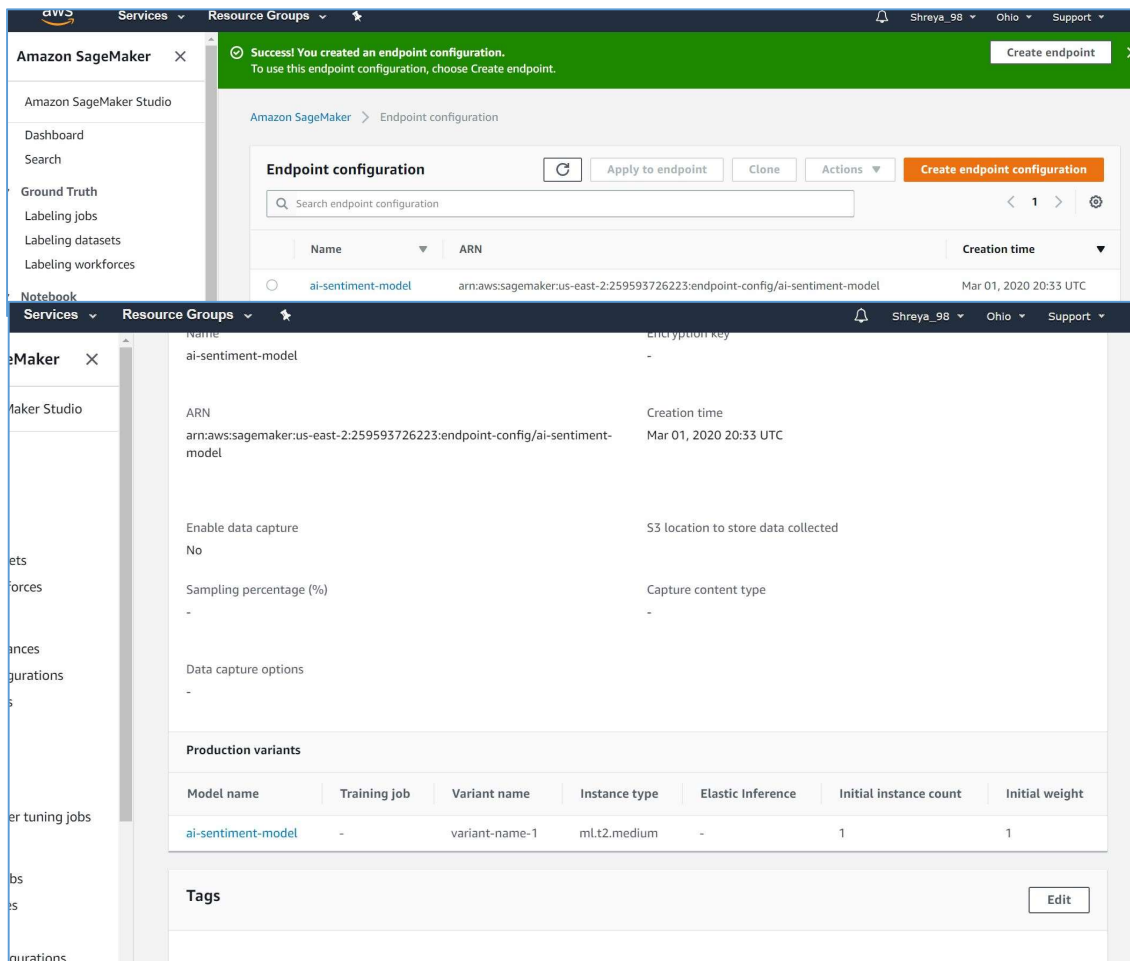 aws Services Resource Groups Shreya_98 Ohio Support
Amazon SageMaker
Success! You created an endpoint configuration.
Create endpoint
To use this endpoint configuration, choose Create endpoint.
Amazon SageMaker Studio
Amazon SageMaker > Endpoint configuration
Dashboard
Search
Ground Truth
Labeling jobs
Labeling datasets
Labeling workforces
Notebook
Endpoint configuration Apply to endpoint Clone Actions Create endpoint configuration
Search endpoint configuration < 1 >
Name ARN Creation time
ai-sentiment-model arn:aws:sagemaker:us-east-2:259593726223:endpoint-config/ai-sentiment-model Mar 01, 2020 20:33 UTC
Services Resource Groups Shreya_98 Ohio Support
eMaker
Maker Studio
ets
forces
ances
gurations
s
er tuning jobs
bs
es
gurations
Name Encryption key
ai-sentiment-model -
ARN Creation time
arn:aws:sagemaker:us-east-2:259593726223:endpoint-config/ai-sentiment- Mar 01, 2020 20:33 UTC
model
Enable data capture S3 location to store data collected
No
Sampling percentage (%) Capture content type
- -
Data capture options
-
Production variants
Model name Training job Variant name Instance type Elastic Inference Initial instance count Initial weight
ai-sentiment-model - variant-name-1 ml.t2.medium - 1 1
Tags Edit